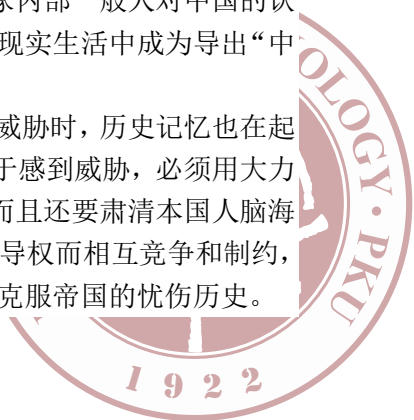 家内部一般人对中国的认
现实生活中成为导出“中
威胁时，历史记忆也在起
于感到威胁，必须用大力
而且还要肃清本国人脑海
导权而相互竞争和制约，
克服帝国的忧伤历史。
OLOGY · PKU
1922